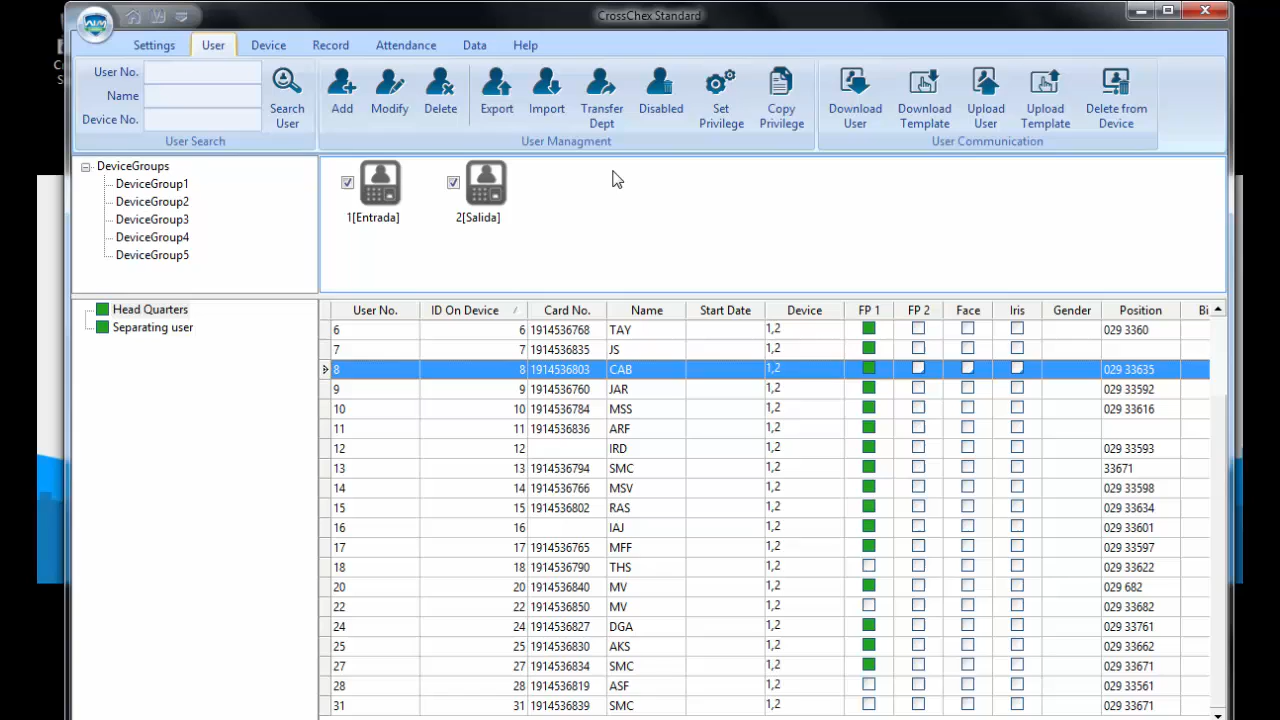 CrossChex Standard
Settings User Device Record Attendance Data Help
User No.
Name
Device No.
Search User
User Search
Add Modify Delete Export Import Transfer Dept Disabled Set Privilege Copy Privilege
User Managment
Download User Download Template Upload User Upload Template Delete from Device
User Communication
DeviceGroups
DeviceGroup1
DeviceGroup2
DeviceGroup3
DeviceGroup4
DeviceGroup5
1[Entrada] 2[Salida]
Head Quarters
Separating user
User No. ID On Device Card No. Name Start Date Device FP 1 FP 2 Face Iris Gender Position Bi
6 6 1914536768 TAY 1,2 029 3360
7 7 1914536835 JS 1,2
8 8 1914536803 CAB 1,2 029 33635
9 9 1914536760 JAR 1,2 029 33592
10 10 1914536784 MSS 1,2 029 33616
11 11 1914536836 ARF 1,2
12 12 IRD 1,2 029 33593
13 13 1914536794 SMC 1,2 33671
14 14 1914536766 MSV 1,2 029 33598
15 15 1914536802 RAS 1,2 029 33634
16 16 IAJ 1,2 029 33601
17 17 1914536765 MFF 1,2 029 33597
18 18 1914536790 THS 1,2 029 33622
20 20 1914536840 MV 1,2 029 682
22 22 1914536850 MV 1,2 029 33682
24 24 1914536827 DGA 1,2 029 33761
25 25 1914536830 AKS 1,2 029 33662
27 27 1914536834 SMC 1,2 029 33671
28 28 1914536819 ASF 1,2 029 33561
31 31 1914536839 SMC 1,2 029 33671